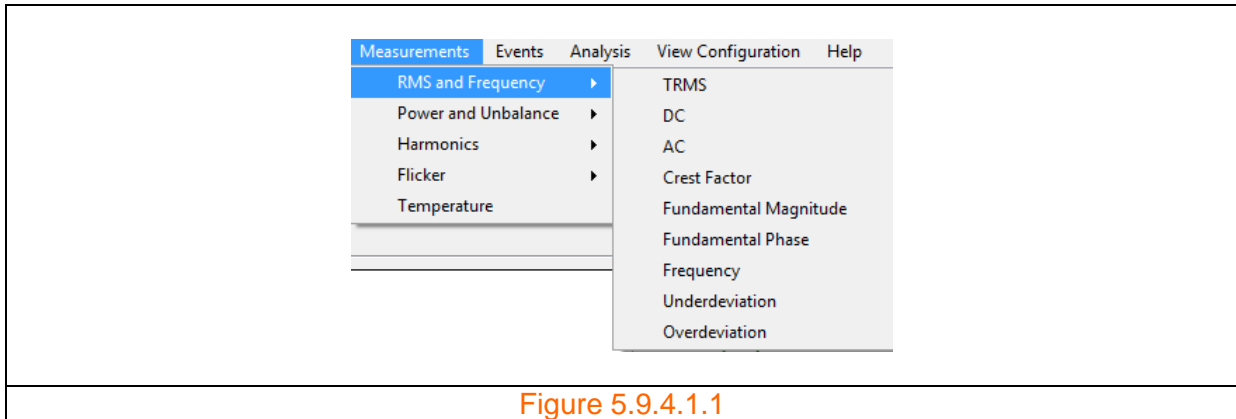 Measurements Events Analysis View Configuration Help
RMS and Frequency
Power and Unbalance
Harmonics
Flicker
Temperature
TRMS
DC
AC
Crest Factor
Fundamental Magnitude
Fundamental Phase
Frequency
Underdeviation
Overdeviation
Figure 5.9.4.1.1